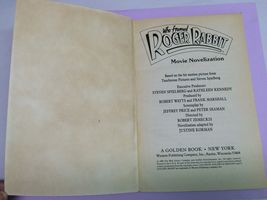 Who Framed
ROGER RABBIT
Movie Novelization
Based on the hit motion picture from
Touchstone Pictures and Steven Spielberg
Executive Producers
STEVEN SPIELBERG and KATHLEEN KENNEDY
Produced by
ROBERT WATTS and FRANK MARSHALL
Screenplay by
JEFFREY PRICE and PETER SEAMAN
Directed by
ROBERT ZEMECKIS
Novelization adapted by
JUSTINE KORMAN
A GOLDEN BOOK • NEW YORK
Western Publishing Company, Inc., Racine, Wisconsin 53404